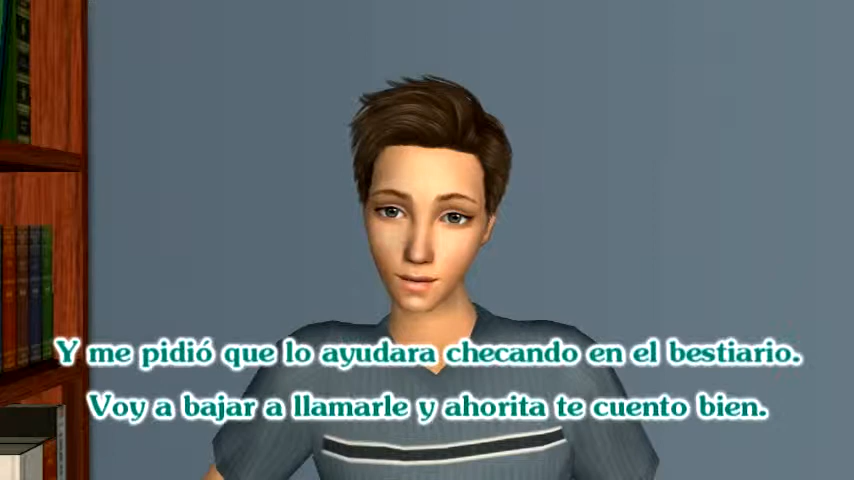 Y me pidió que lo ayudara checando en el bestiario.
Voy a bajar a llamarle y ahorita te cuento bien.